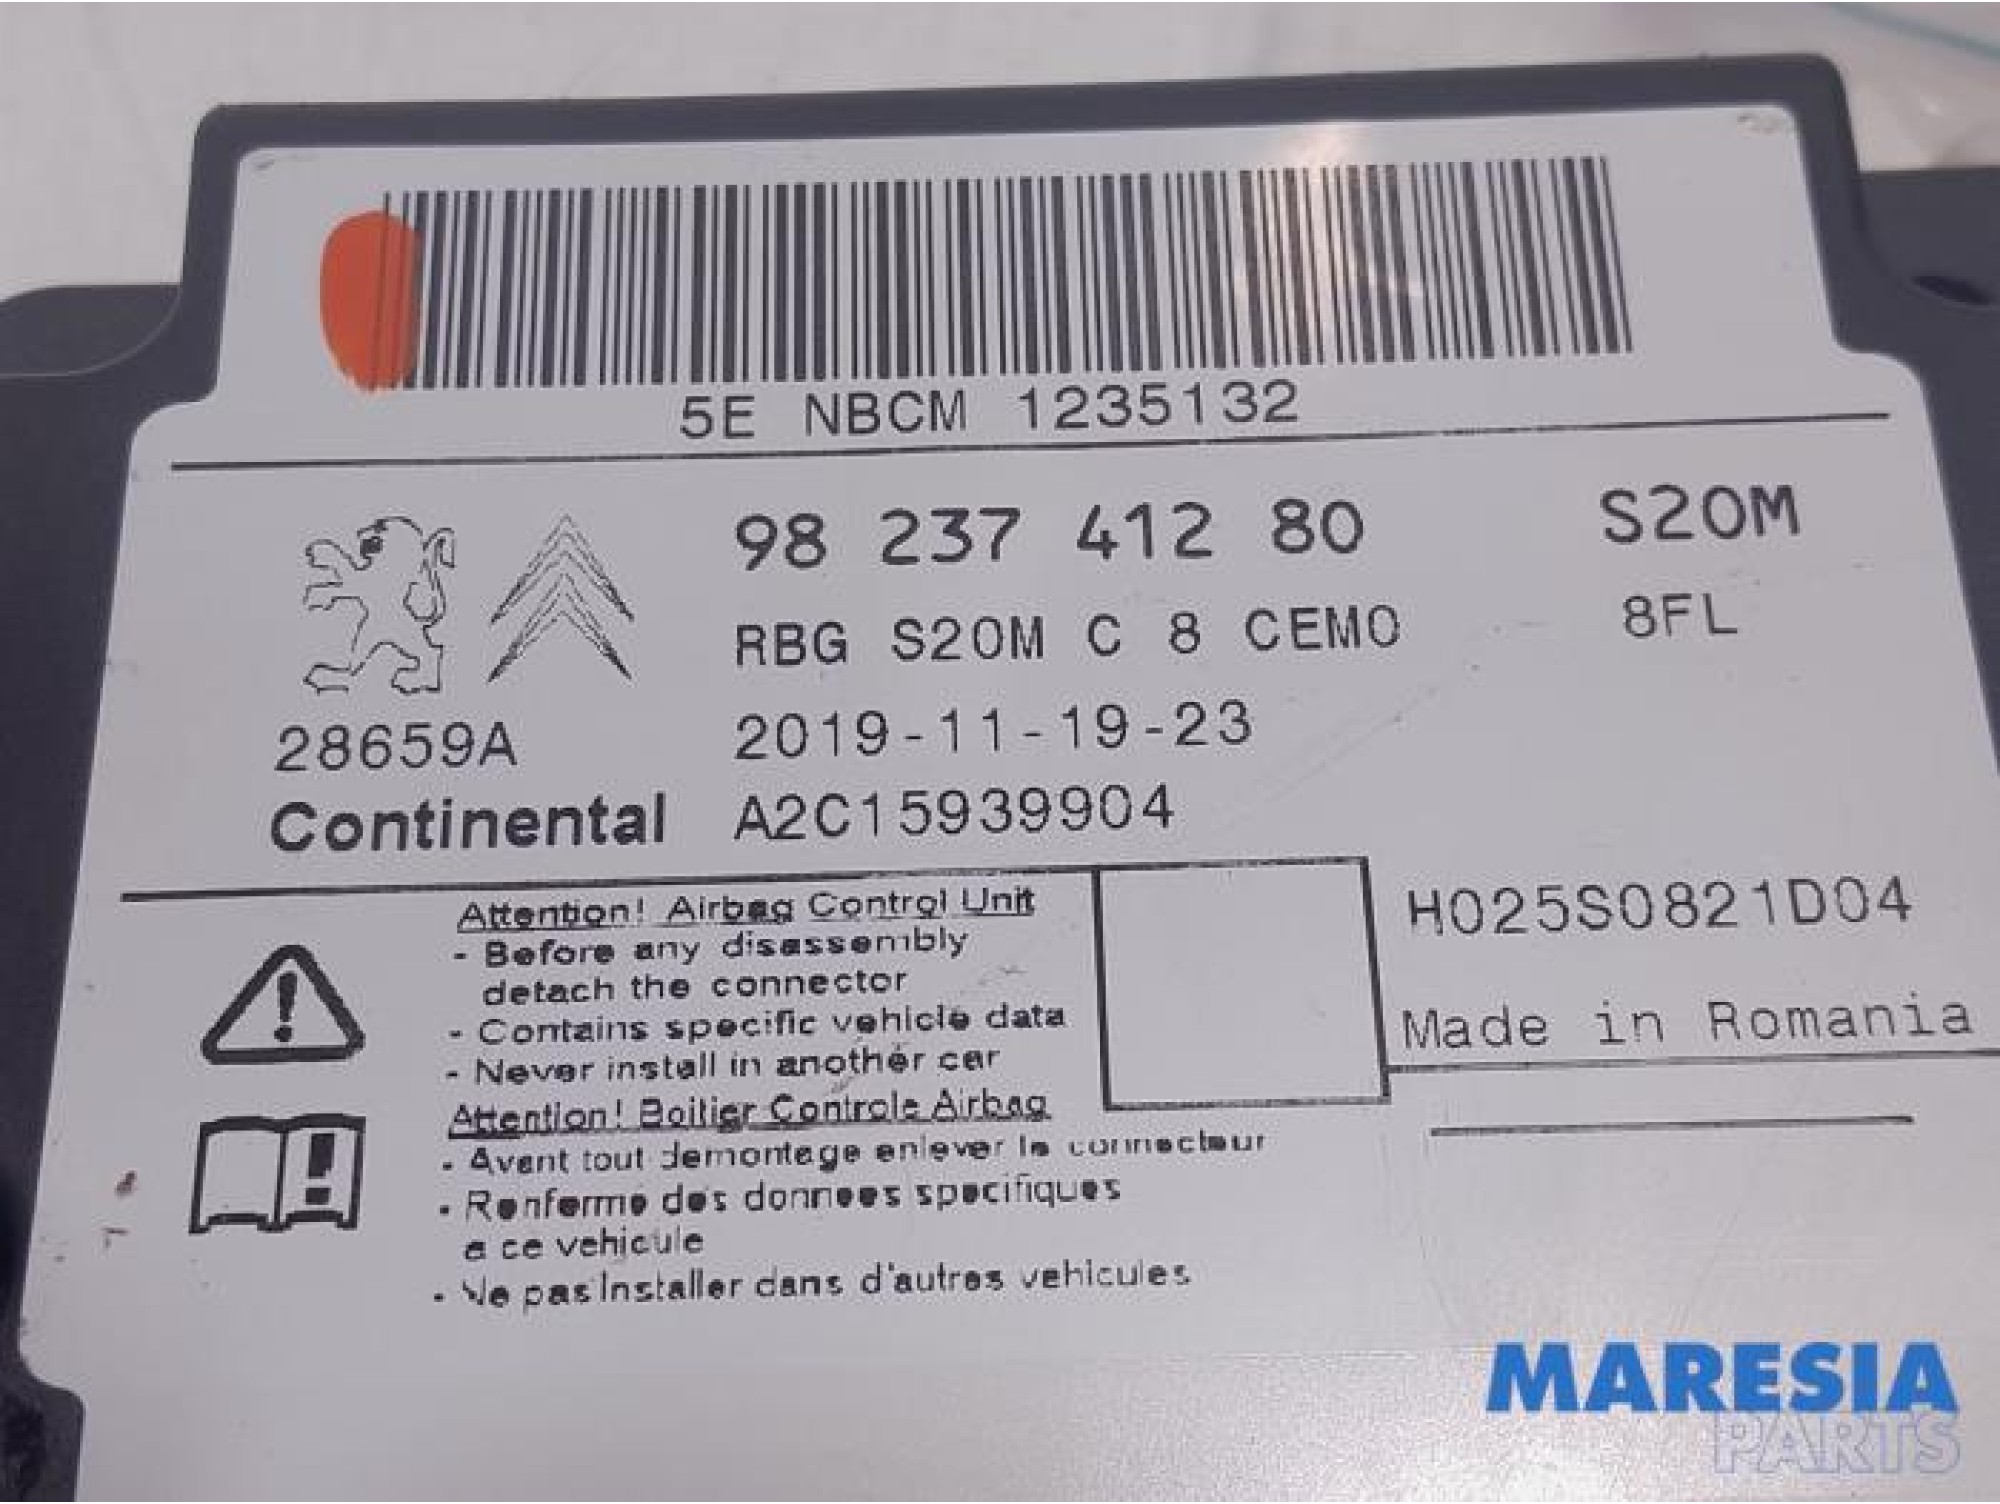 5E NBCM 1235132
98 237 412 80 S20M
RBG S20M C 8 CEMO 8FL
28659A 2019-11-19-23
Continental A2C15939904
Attention! Airbag Control Unit
- Before any disassembly
detach the connector
- Contains specific vehicle data
- Never install in another car
H025S0821D04
Made in Romania
Attention! Boitier Controle Airbag
- Avant tout demontage enlever le connecteur
- Renferme des donnees specifiques
a ce vehicule
- Ne pas Installer dans d'autres vehicules
MARESIA
PARTS